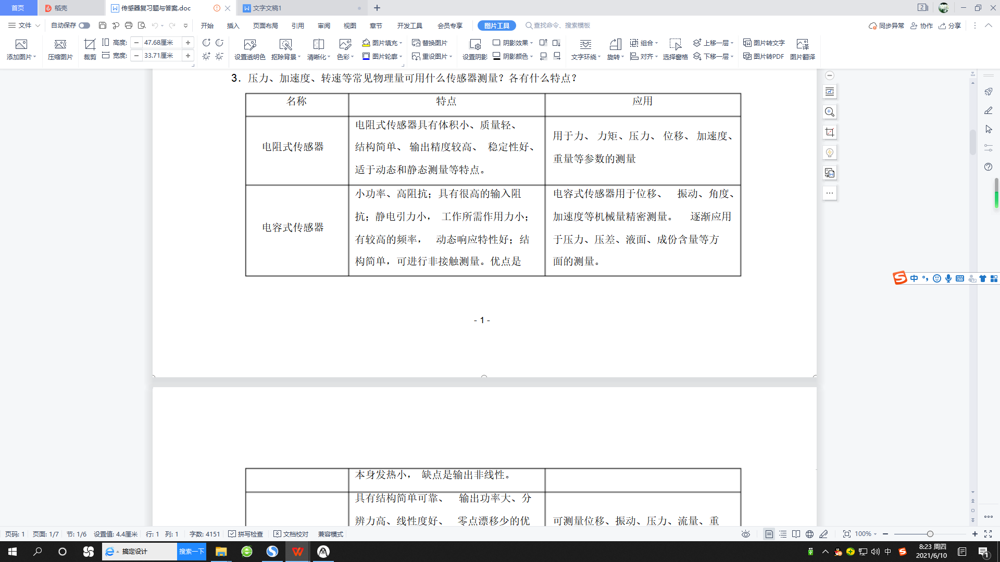 首页
稻壳
传感器复习题与答案.doc
文字文稿1
2
文件
自动保存
开始
插入
页面布局
引用
审阅
视图
章节
开发工具
会员专享
图片工具
查找命令、搜索模板
同步异常
协作
分享
添加图片
压缩图片
裁剪
高度:
47.68厘米
宽度:
33.71厘米
设置透明色
抠除背景
清晰化
色彩
图片填充
图片轮廓
替换图片
重设图片
设置阴影
阴影效果
阴影颜色
文字环绕
旋转
组合
对齐
选择窗格
上移一层
下移一层
图片转文字
图片转PDF
图片翻译
3. 压力、加速度、转速等常见物理量可用什么传感器测量？各有什么特点？
名称
特点
应用
电阻式传感器
电阻式传感器具有体积小、质量轻、
结构简单、 输出精度较高、 稳定性好、
适于动态和静态测量等特点。
用于力、 力矩、压力、 位移、 加速度、
重量等参数的测量
电容式传感器
小功率、高阻抗；具有很高的输入阻
抗；静电引力小， 工作所需作用力小；
有较高的频率， 动态响应特性好；结
构简单，可进行非接触测量。优点是
电容式传感器用于位移、 振动、角度、
加速度等机械量精密测量。 逐渐应用
于压力、压差、液面、成份含量等方
面的测量。
- 1 -
本身发热小， 缺点是输出非线性。
具有结构简单可靠、 输出功率大、分
辨力高、线性度好、 零点漂移少的优
可测量位移、振动、压力、流量、重
中
页码: 1
页面: 1/7
节: 1/6
设置值: 4.4厘米
行: 1
列: 1
字数: 4151
拼写检查
文档校对
兼容模式
100%
搞定设计
搜索一下
中
8:23 周四
2021/6/10
1